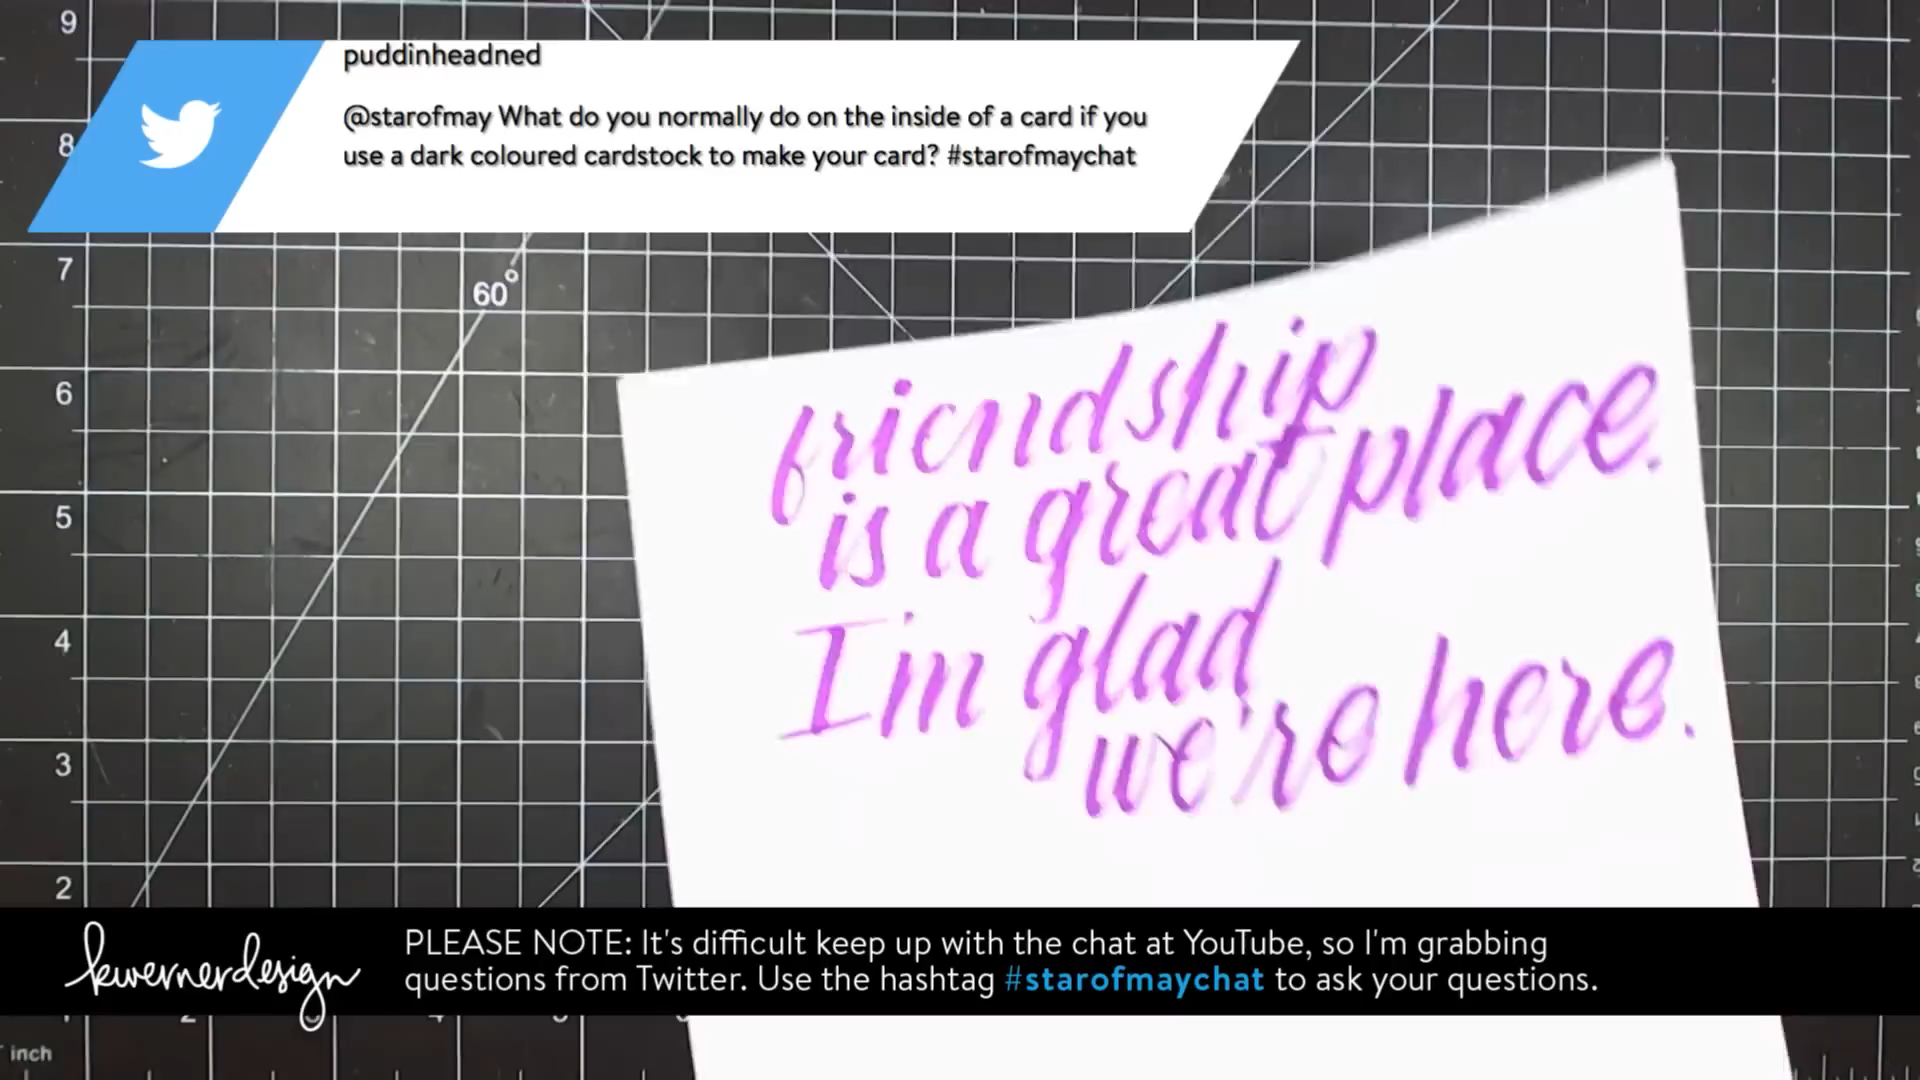 9
puddinheadned
@starofmay What do you normally do on the inside of a card if you
use a dark coloured cardstock to make your card? #starofmaychat
8
7
60°
6
5
4
3
2
friendship
is a great place.
I'm glad
we're here.
kwernerdesign
PLEASE NOTE: It's difficult keep up with the chat at YouTube, so I'm grabbing
questions from Twitter. Use the hashtag #starofmaychat to ask your questions.
inch